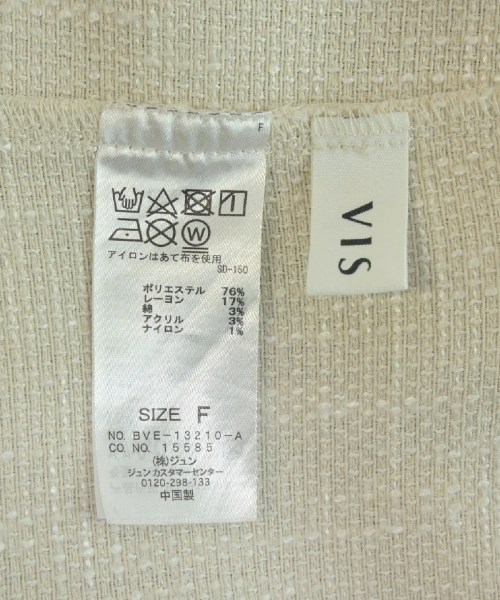 F
アイロンはあて布を使用
SD-150
ポリエステル 76%
レーヨン 17%
綿 3%
アクリル 3%
ナイロン 1%
SIZE F
NO. BVE-13210-A
CO. NO. 15585
(株)ジュン
ジュン カスタマーセンター
0120-298-133
中国製
VIS